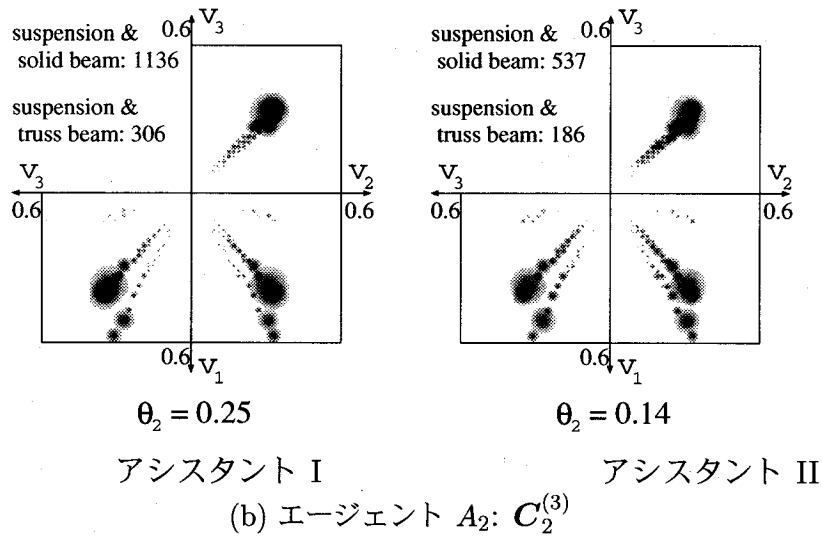 suspension &
solid beam: 1136
suspension &
truss beam: 306
0.6
V₃
V₃
0.6
V₂
0.6
0.6
V₁
θ₂ = 0.25
アシスタント I
suspension &
solid beam: 537
suspension &
truss beam: 186
0.6
V₃
V₃
0.6
V₂
0.6
0.6
V₁
θ₂ = 0.14
アシスタント II
(b) エージェント A₂: C₂⁽³⁾